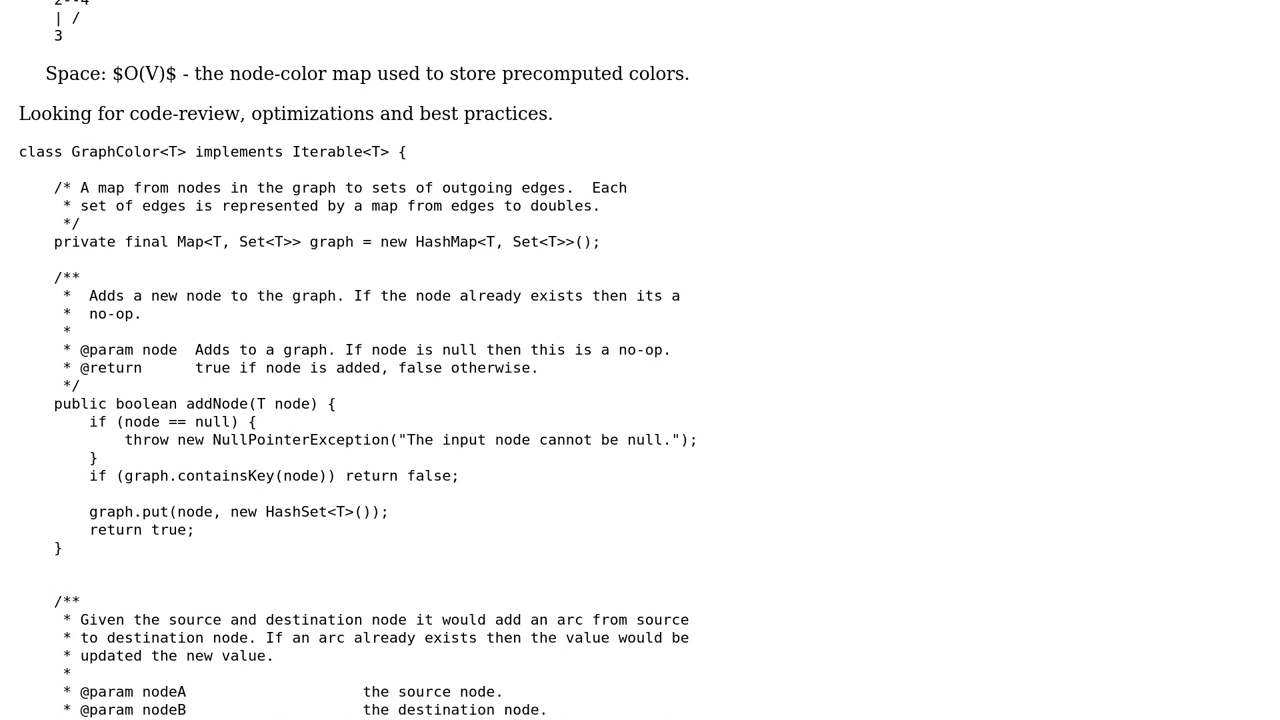 2--4
| /
3
Space: $O(V)$ - the node-color map used to store precomputed colors.
Looking for code-review, optimizations and best practices.
class GraphColor<T> implements Iterable<T> {
/* A map from nodes in the graph to sets of outgoing edges.  Each
* set of edges is represented by a map from edges to doubles.
*/
private final Map<T, Set<T>> graph = new HashMap<T, Set<T>>();
/**
*  Adds a new node to the graph. If the node already exists then its a
*  no-op.
*
* @param node  Adds to a graph. If node is null then this is a no-op.
* @return      true if node is added, false otherwise.
*/
public boolean addNode(T node) {
if (node == null) {
throw new NullPointerException("The input node cannot be null.");
}
if (graph.containsKey(node)) return false;
graph.put(node, new HashSet<T>());
return true;
}
/**
* Given the source and destination node it would add an arc from source
* to destination node. If an arc already exists then the value would be
* updated the new value.
*
* @param nodeA                    the source node.
* @param nodeB                    the destination node.